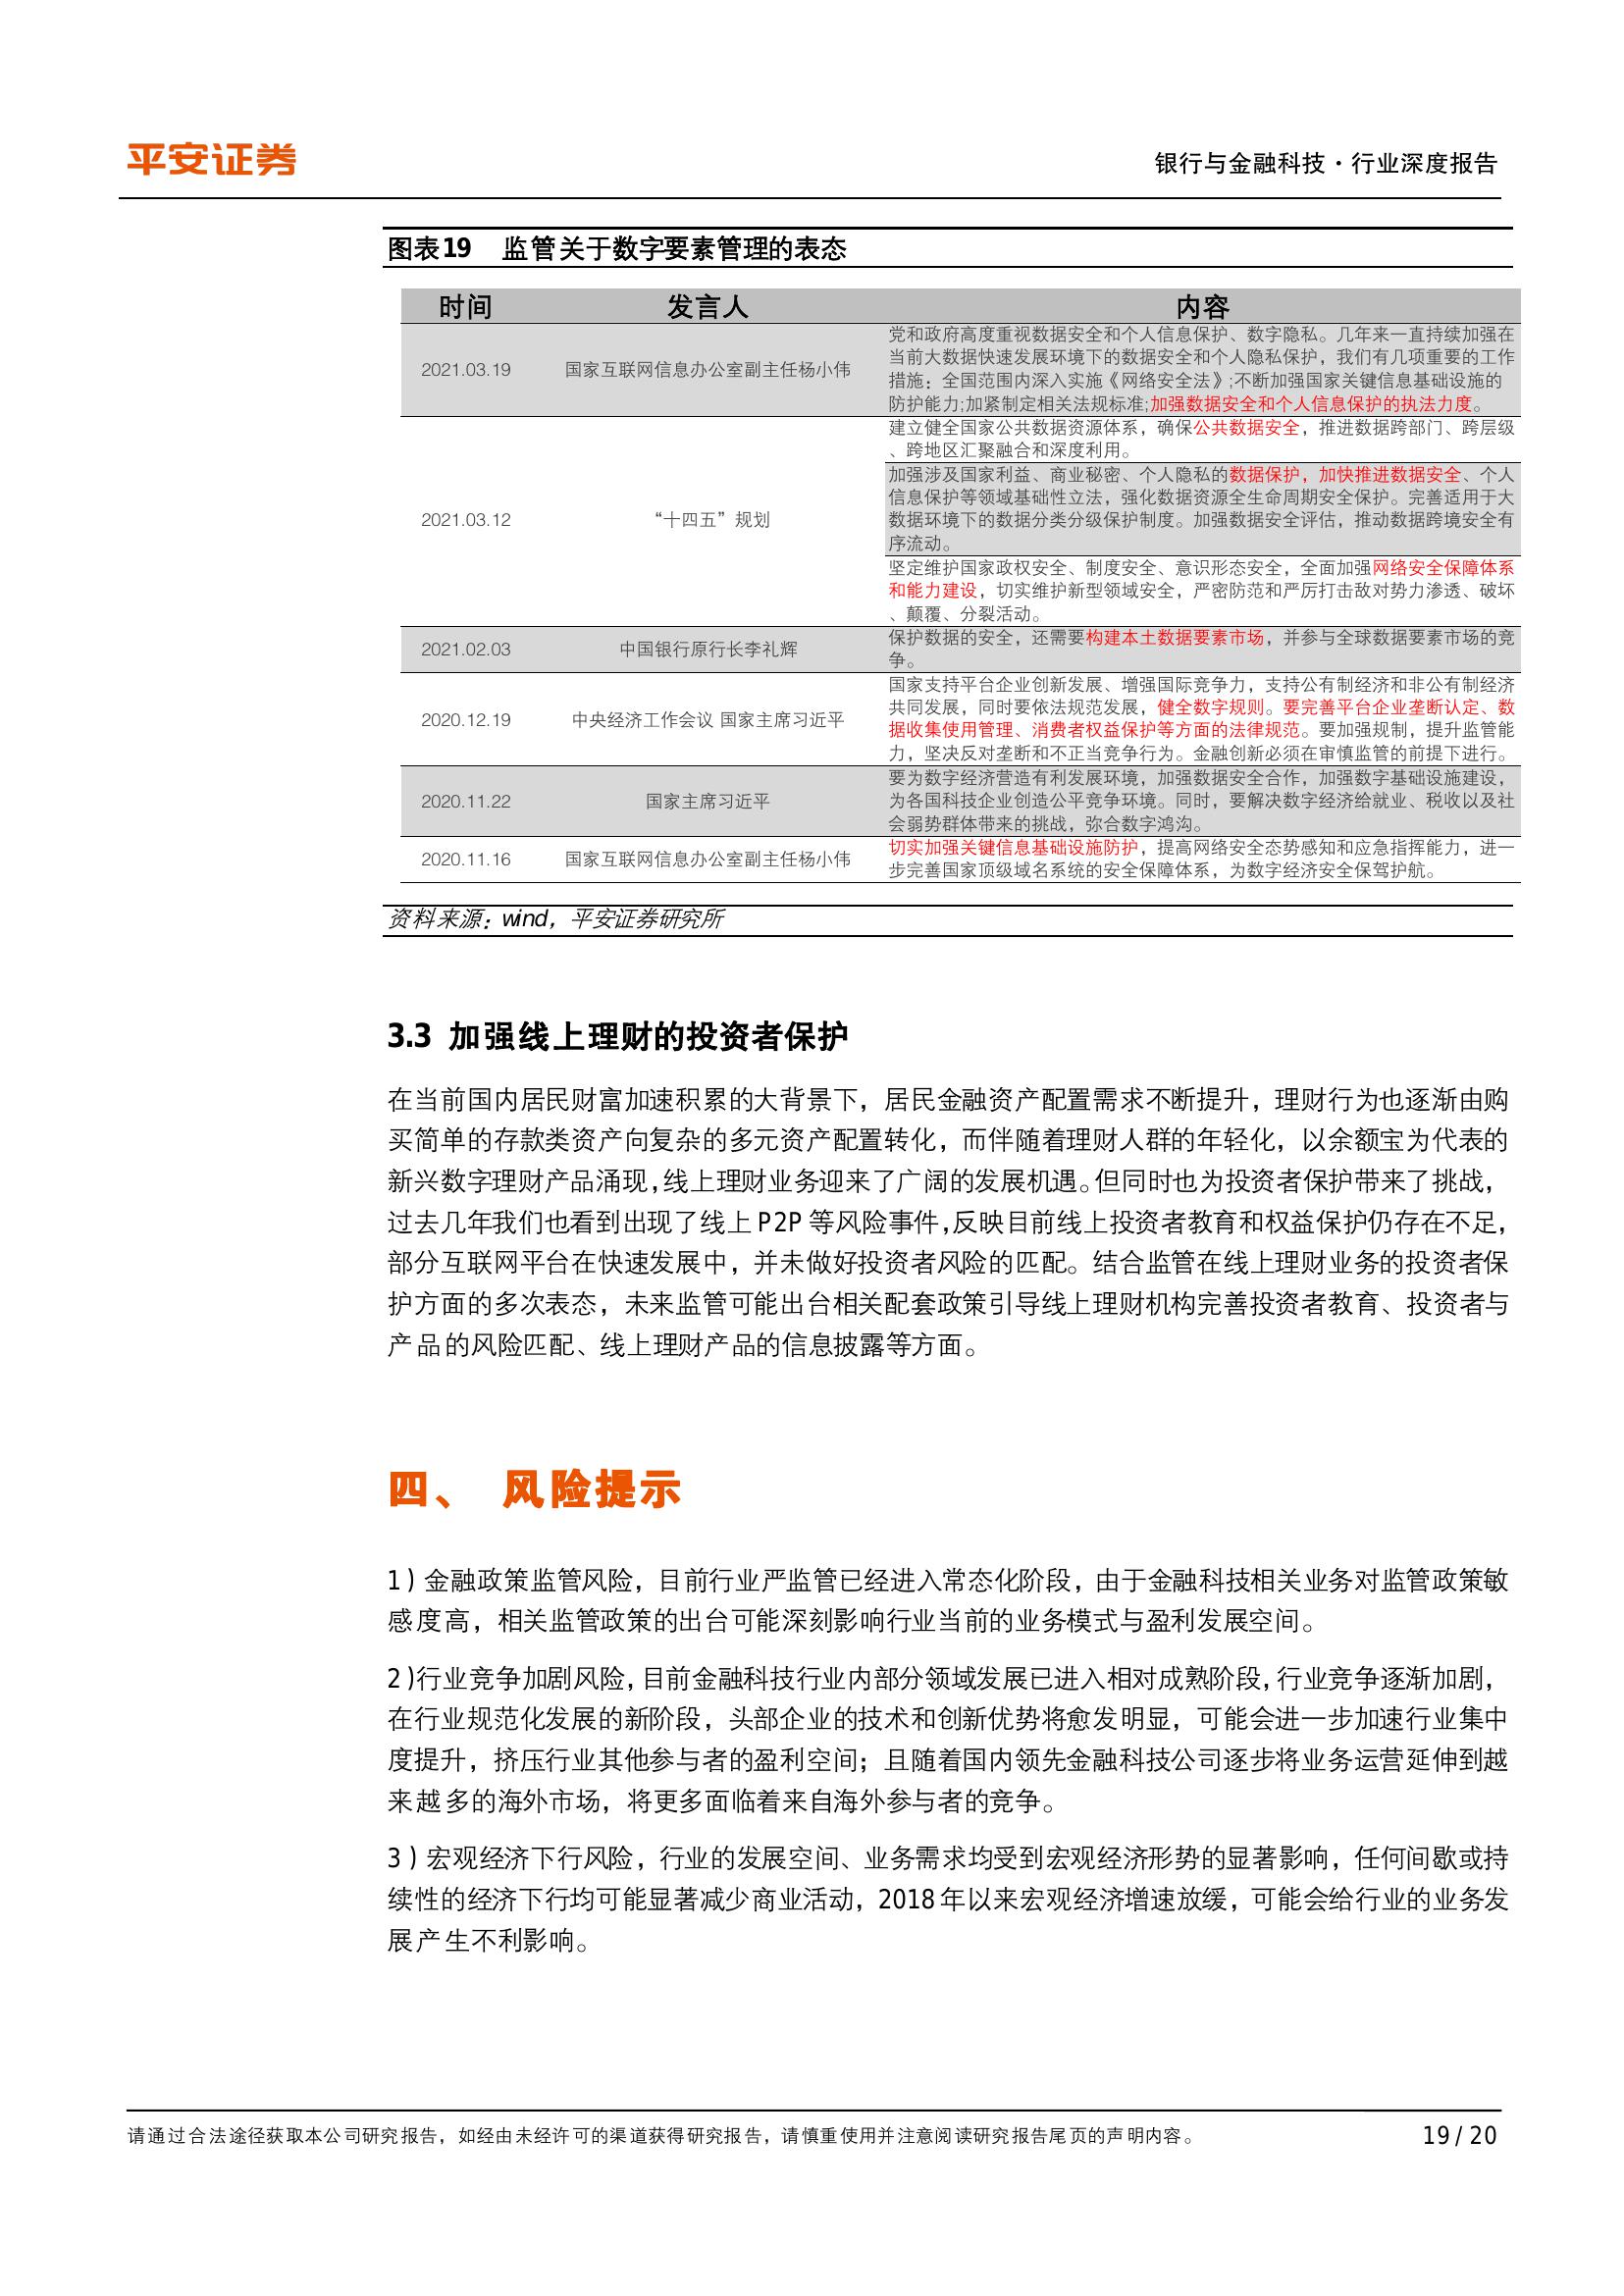 平安证券
银行与金融科技·行业深度报告
图表19 监管关于数字要素管理的表态
时间 发言人 内容
2021.03.19 国家互联网信息办公室副主任杨小伟
党和政府高度重视数据安全和个人信息保护、数字隐私。几年来一直持续加强在
当前大数据快速发展环境下的数据安全和个人隐私保护，我们有几项重要的工作
措施：全国范围内深入实施《网络安全法》;不断加强国家关键信息基础设施的
防护能力;加紧制定相关法规标准;加强数据安全和个人信息保护的执法力度。
2021.03.12 “十四五”规划
建立健全国家公共数据资源体系，确保公共数据安全，推进数据跨部门、跨层级
、跨地区汇聚融合和深度利用。
加强涉及国家利益、商业秘密、个人隐私的数据保护，加快推进数据安全、个人
信息保护等领域基础性立法，强化数据资源全生命周期安全保护。完善适用于大
数据环境下的数据分类分级保护制度。加强数据安全评估，推动数据跨境安全有
序流动。
坚定维护国家政权安全、制度安全、意识形态安全，全面加强网络安全保障体系
和能力建设，切实维护新型领域安全，严密防范和严厉打击敌对势力渗透、破坏
、颠覆、分裂活动。
2021.02.03 中国银行原行长李礼辉
保护数据的安全，还需要构建本土数据要素市场，并参与全球数据要素市场的竞
争。
2020.12.19 中央经济工作会议 国家主席习近平
国家支持平台企业创新发展、增强国际竞争力，支持公有制经济和非公有制经济
共同发展，同时要依法规范发展，健全数字规则。要完善平台企业垄断认定、数
据收集使用管理、消费者权益保护等方面的法律规范。要加强规制，提升监管能
力，坚决反对垄断和不正当竞争行为。金融创新必须在审慎监管的前提下进行。
2020.11.22 国家主席习近平
要为数字经济营造有利发展环境，加强数据安全合作，加强数字基础设施建设，
为各国科技企业创造公平竞争环境。同时，要解决数字经济给就业、税收以及社
会弱势群体带来的挑战，弥合数字鸿沟。
2020.11.16 国家互联网信息办公室副主任杨小伟
切实加强关键信息基础设施防护，提高网络安全态势感知和应急指挥能力，进一
步完善国家顶级域名系统的安全保障体系，为数字经济安全保驾护航。
资料来源：wind，平安证券研究所
3.3 加强线上理财的投资者保护
在当前国内居民财富加速积累的大背景下，居民金融资产配置需求不断提升，理财行为也逐渐由购
买简单的存款类资产向复杂的多元资产配置转化，而伴随着理财人群的年轻化，以余额宝为代表的
新兴数字理财产品涌现，线上理财业务迎来了广阔的发展机遇。但同时也为投资者保护带来了挑战，
过去几年我们也看到出现了线上 P2P 等风险事件，反映目前线上投资者教育和权益保护仍存在不足，
部分互联网平台在快速发展中，并未做好投资者风险的匹配。结合监管在线上理财业务的投资者保
护方面的多次表态，未来监管可能出台相关配套政策引导线上理财机构完善投资者教育、投资者与
产品的风险匹配、线上理财产品的信息披露等方面。
四、 风险提示
1）金融政策监管风险，目前行业严监管已经进入常态化阶段，由于金融科技相关业务对监管政策敏
感度高，相关监管政策的出台可能深刻影响行业当前的业务模式与盈利发展空间。
2）行业竞争加剧风险，目前金融科技行业内部分领域发展已进入相对成熟阶段，行业竞争逐渐加剧，
在行业规范化发展的新阶段，头部企业的技术和创新优势将愈发明显，可能会进一步加速行业集中
度提升，挤压行业其他参与者的盈利空间；且随着国内领先金融科技公司逐步将业务运营延伸到越
来越多的海外市场，将更多面临着来自海外参与者的竞争。
3）宏观经济下行风险，行业的发展空间、业务需求均受到宏观经济形势的显著影响，任何间歇或持
续性的经济下行均可能显著减少商业活动，2018 年以来宏观经济增速放缓，可能会给行业的业务发
展产生不利影响。
请通过合法途径获取本公司研究报告，如经由未经许可的渠道获得研究报告，请慎重使用并注意阅读研究报告尾页的声明内容。
19 / 20